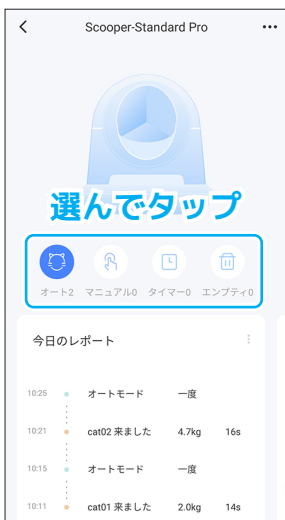 Scooper-Standard Pro
選んでタップ
オート2 マニュアル0 タイマー0 エンプティ0
今日のレポート
10:25 オートモード 一度
10:21 cat02 来ました 4.7kg 16s
10:15 オートモード 一度
10:11 cat01 来ました 2.0kg 14s